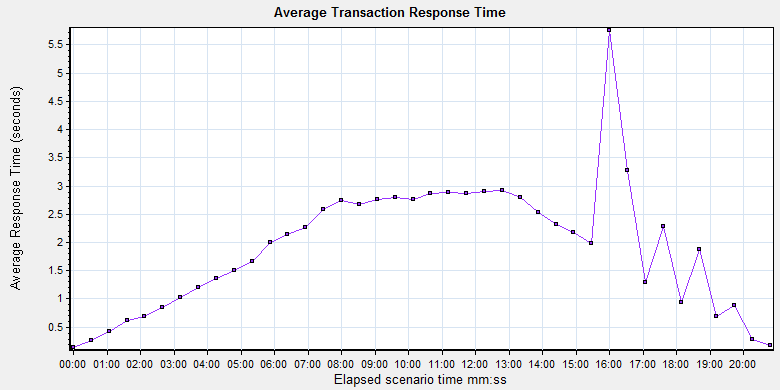 Average Transaction Response Time
Average Response Time (seconds)
5.5
5
4.5
4
3.5
3
2.5
2
1.5
1
0.5
00:00 01:00 02:00 03:00 04:00 05:00 06:00 07:00 08:00 09:00 10:00 11:00 12:00 13:00 14:00 15:00 16:00 17:00 18:00 19:00 20:00
Elapsed scenario time mm:ss